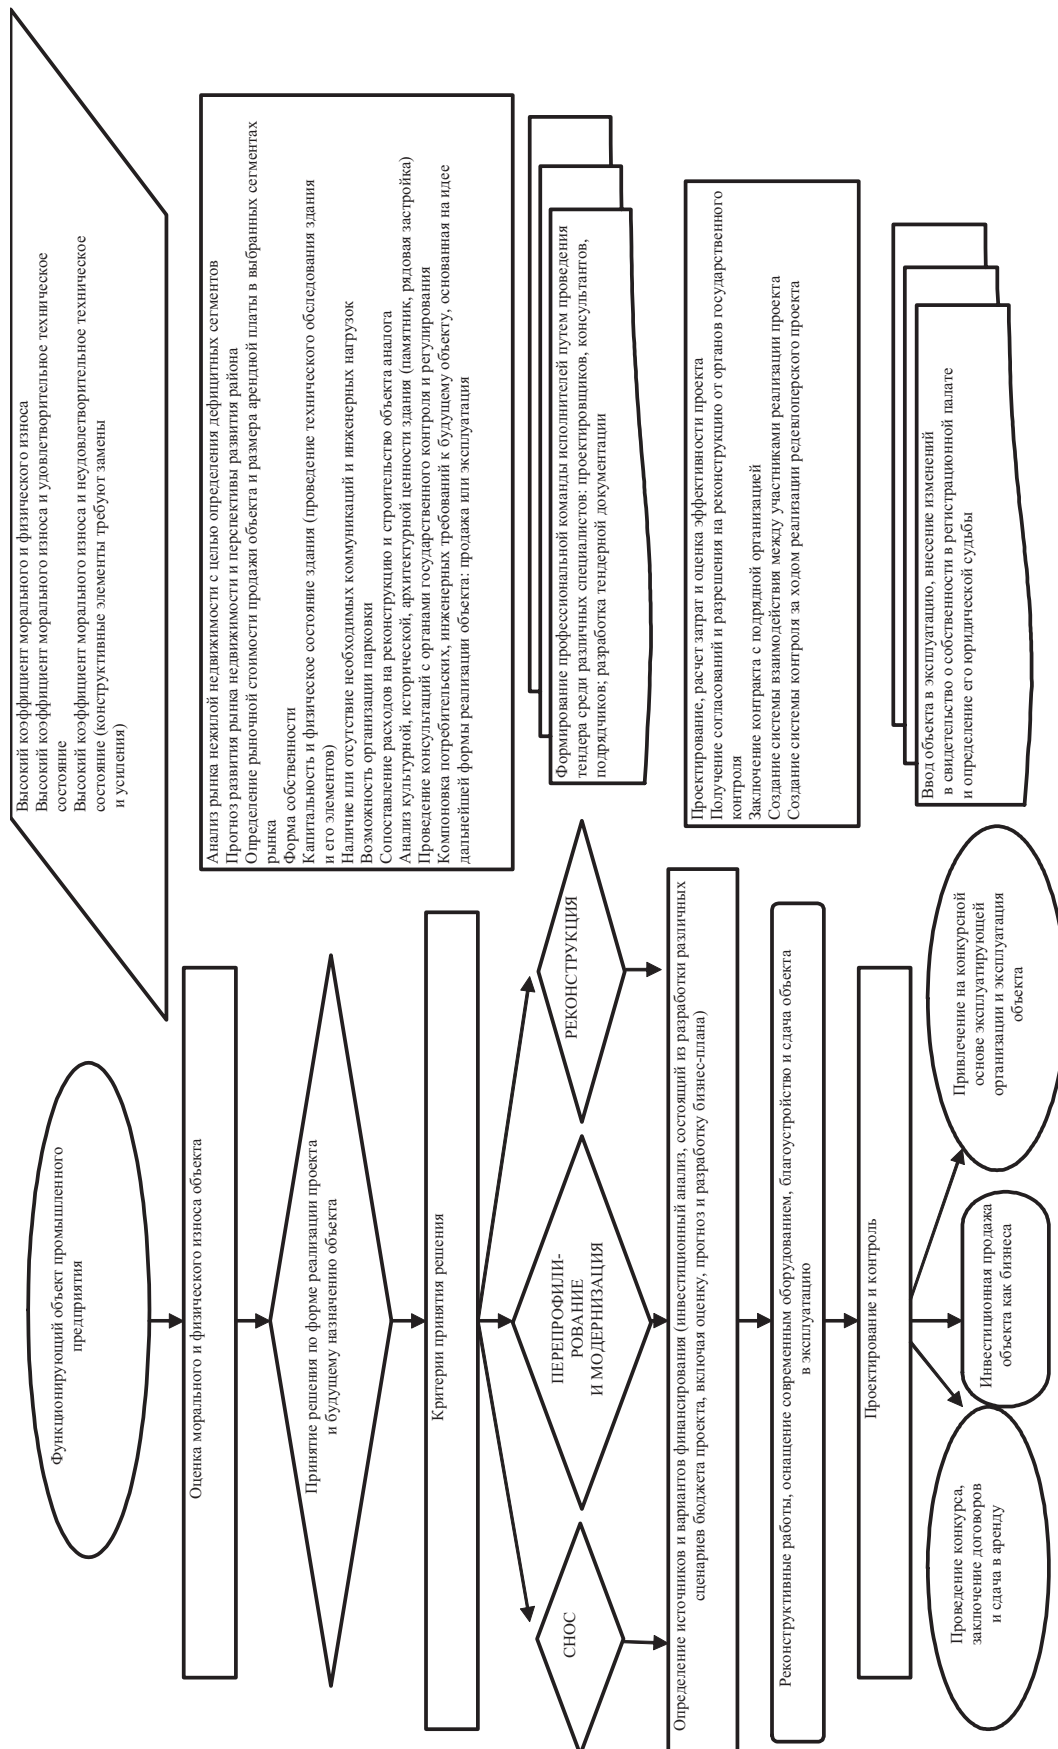 Функционирующий объект промышленного
предприятия
Высокий коэффициент морального и физического износа
Высокий коэффициент морального износа и удовлетворительное техническое
состояние
Высокий коэффициент морального износа и неудовлетворительное техническое
состояние (конструктивные элементы требуют замены
и усиления)
Оценка морального и физического износа объекта
Принятие решения по форме реализации проекта
и будущему назначению объекта
Критерии принятия решения
Анализ рынка нежилой недвижимости с целью определения дефицитных сегментов
Прогноз развития рынка недвижимости и перспективы развития район
Определение рыночной стоимости продажи объекта и размера арендной платы в выбранных сегментах
рынка
Форма собственности
Капитальность и физическое состояние здания (проведение технического обследования здания
и его элементов)
Наличие или отсутствие необходимых коммуникаций и инженерных нагрузок
Возможность организации парковки
Сопоставление расходов на реконструкцию и строительство объекта аналога
Анализ культурной, исторической, архитектурной ценности здания (памятник, рядовая застройка)
Проведение консультаций с органами государственного контроля и регулирования
Компоновка потребительских, инженерных требований к будущему объекту, основанная на идее
дальнейшей формы реализации объекта: продажа или эксплуатация
СНОС
ПЕРЕПРОФИЛИ-
РОВАНИЕ
И МОДЕРНИЗАЦИЯ
РЕКОНСТРУКЦИЯ
Формирование профессиональной команды исполнителей путем проведения
тендера среди различных специалистов: проектировщиков, консультантов,
подрядчиков; разработка тендерной документации
Определение источников и вариантов финансирования (инвестиционный анализ, состоящий из разработки различных
сценариев бюджета проекта, включая оценку, прогноз и разработку бизнес-плана)
Реконструктивные работы, оснащение современным оборудованием, благоустройство и сдача объекта
в эксплуатацию
Проектирование, расчет затрат и оценка эффективности проекта
Получение согласований и разрешения на реконструкцию от органов государственного
контроля
Заключение контракта с подрядной организацией
Создание системы взаимодействия между участниками реализации проекта
Создание системы контроля за ходом реализации редевлоперского проекта
Проектирование и контроль
Проведение конкурса,
заключение договоров
и сдача в аренду
Инвестиционная продажа
объекта как бизнеса
Привлечение на конкурсной
основе эксплуатирующей
организации и эксплуатация
объекта
Ввод объекта в эксплуатацию, внесение изменений
в свидетельство о собственности в регистрационной палате
и определение его юридической судьбы